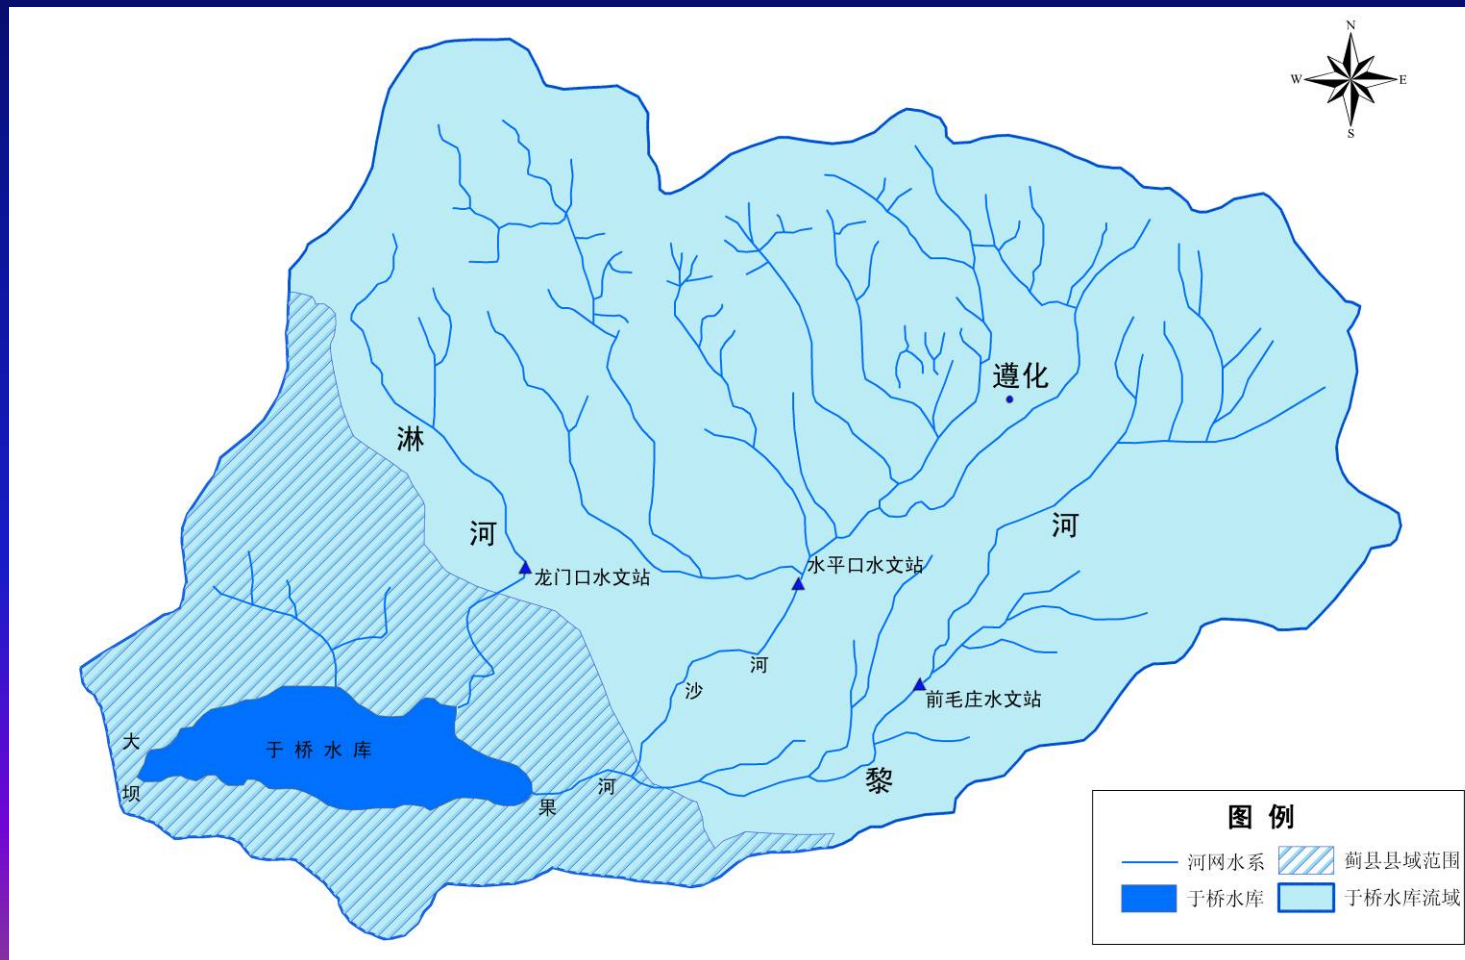 N
W E
S
遵化
淋
河
河
龙门口水文站
水平口水文站
河
沙
前毛庄水文站
大
坝
于桥水库
果
河
黎
图例
河网水系
蓟县县域范围
于桥水库
于桥水库流域